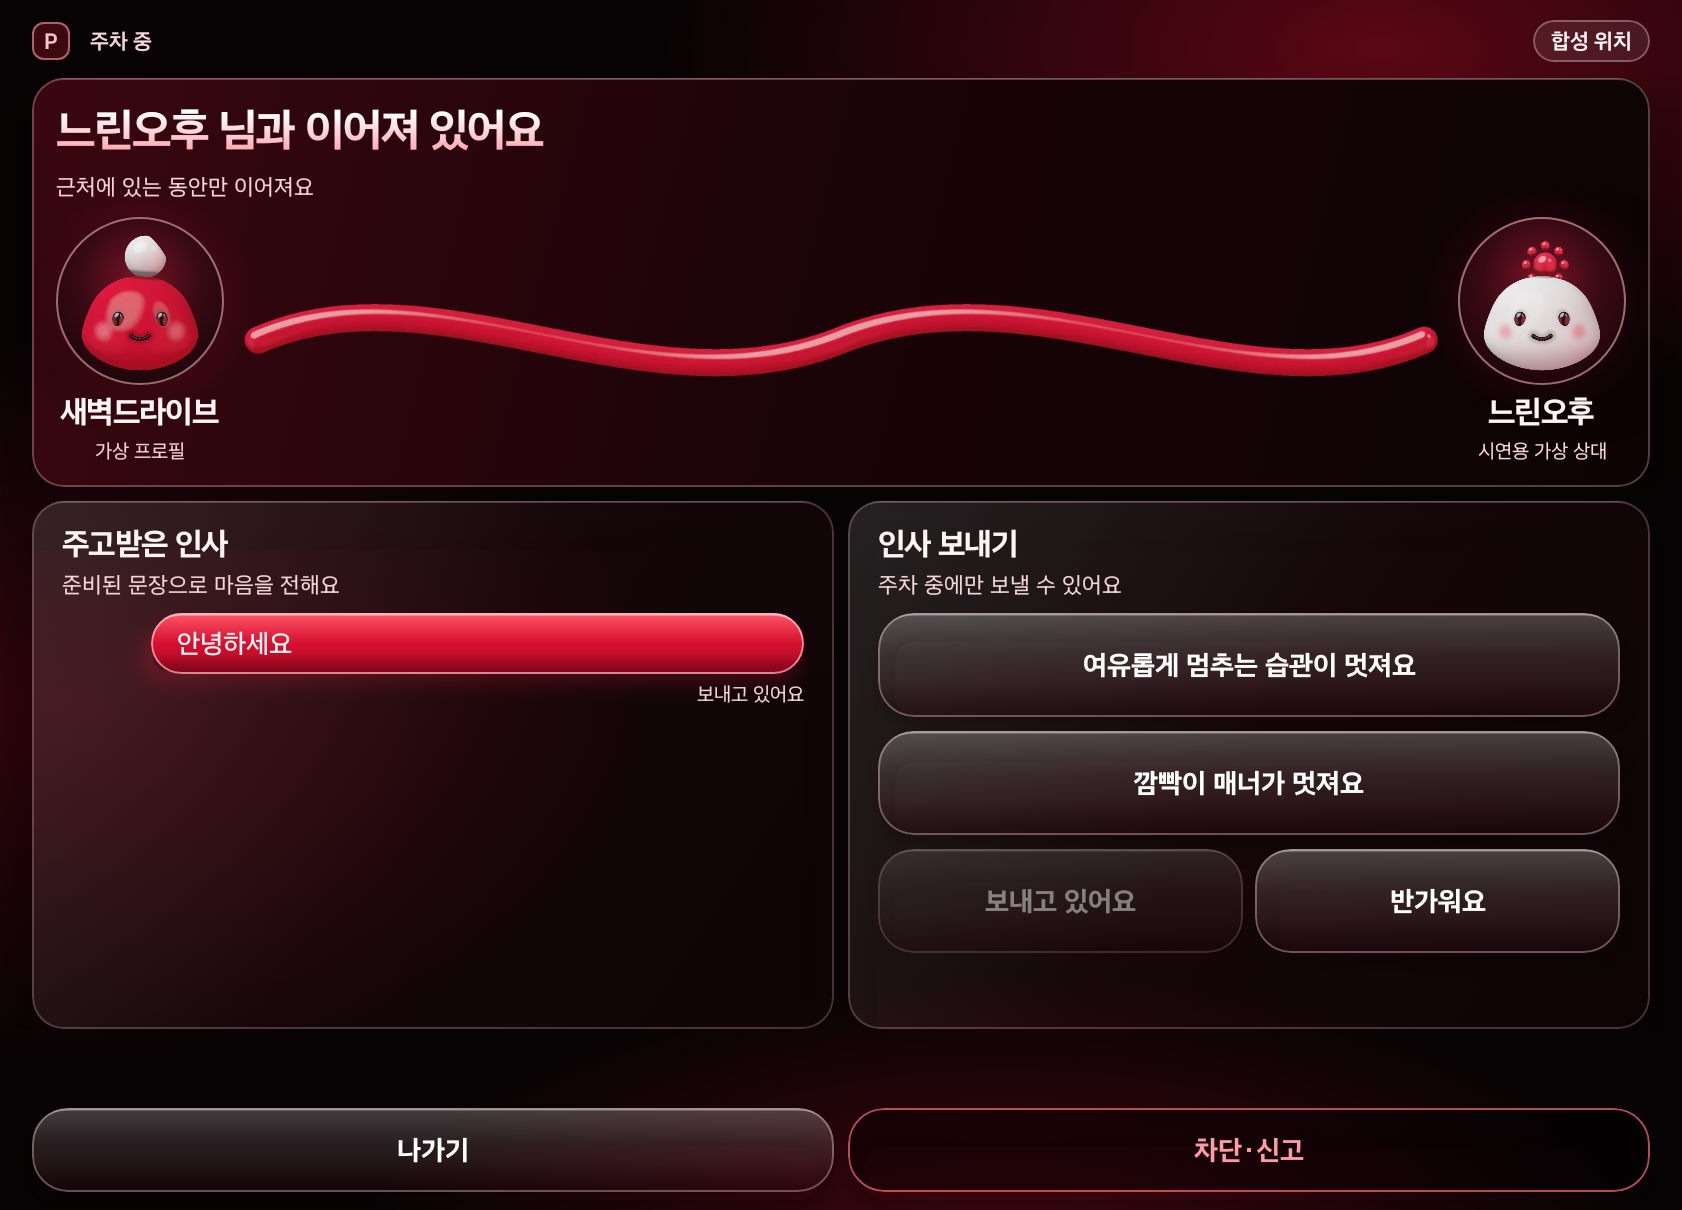 P 주차 중
합성 위치
느린오후 님과 이어져 있어요
근처에 있는 동안만 이어져요
새벽드라이브
가상 프로필
느린오후
시연용 가상 상대
주고받은 인사
준비된 문장으로 마음을 전해요
안녕하세요
보내고 있어요
인사 보내기
주차 중에만 보낼 수 있어요
여유롭게 멈추는 습관이 멋져요
깜빡이 매너가 멋져요
보내고 있어요
반가워요
나가기
차단·신고